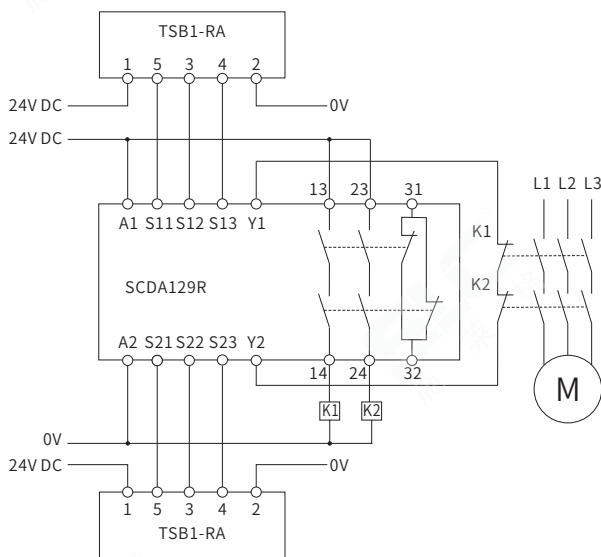 TSB1-RA
1 5 3 4 2
24V DC 0V
24V DC
13 23 31 L1 L2 L3
A1 S11 S12 S13 Y1
K1
K2
SCDA129R
A2 S21 S22 S23 Y2
14 24 32
M
K1 K2
0V
24V DC 0V
1 5 3 4 2
TSB1-RA